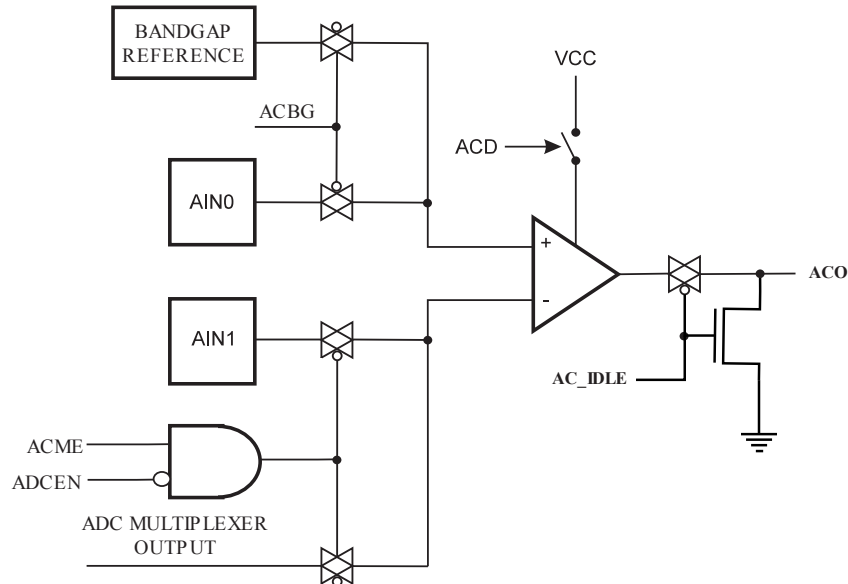 BANDGAP
REFERENCE
VCC
ACBG
ACD
AIN0
+
-
ACO
AIN1
AC_IDLE
ACME
ADCEN
ADC MULTIPLEXER
OUTPUT